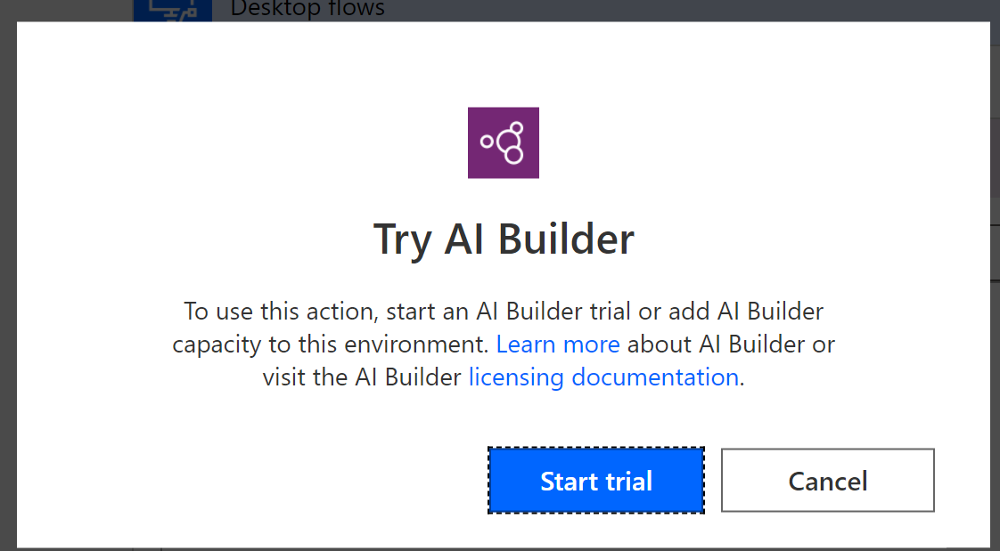 Desktop flows
Try AI Builder
To use this action, start an AI Builder trial or add AI Builder
capacity to this environment. Learn more about AI Builder or
visit the AI Builder licensing documentation.
Start trial
Cancel